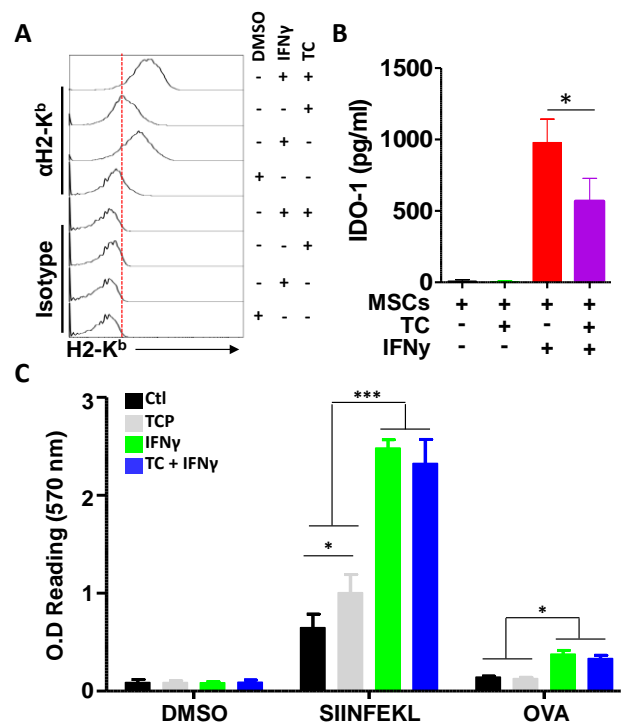 A
DMSO
IFNγ
TC
- + +
- - +
- + -
+ - -
- + +
- - +
- + -
+ - -
αH2-Kᵇ
Isotype
H2-Kᵇ
B
1500
1000
500
0
IDO-1 (pg/ml)
*
MSCs + + + +
TC - + - +
IFNy - - + +
C
Ctl
TCP
IFNγ
TC + IFNγ
3
2
1
0
O.D Reading (570 nm)
*
***
*
DMSO SIINFEKL OVA